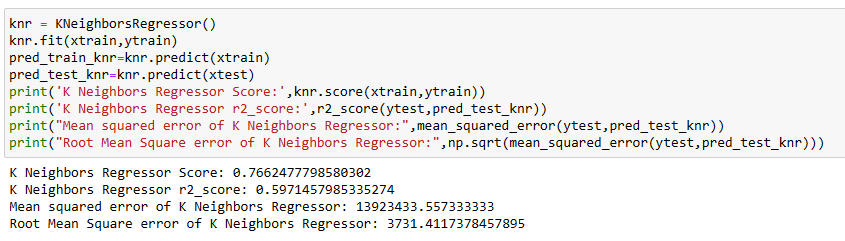 knr = KNeighborsRegressor()
knr.fit(xtrain,ytrain)
pred_train_knr=knr.predict(xtrain)
pred_test_knr=knr.predict(xtest)
print('K Neighbors Regressor Score:',knr.score(xtrain,ytrain))
print('K Neighbors Regressor r2_score:',r2_score(ytest,pred_test_knr))
print("Mean squared error of K Neighbors Regressor:",mean_squared_error(ytest,pred_test_knr))
print("Root Mean Square error of K Neighbors Regressor:",np.sqrt(mean_squared_error(ytest,pred_test_knr)))
K Neighbors Regressor Score: 0.7662477798580302
K Neighbors Regressor r2_score: 0.5971457985335274
Mean squared error of K Neighbors Regressor: 13923433.557333333
Root Mean Square error of K Neighbors Regressor: 3731.4117378457895